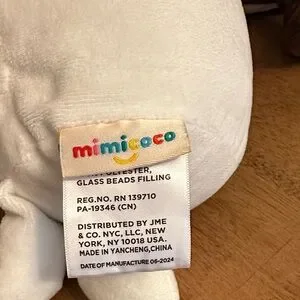 mimicoco
POLYESTER,
GLASS BEADS FILLING
REG.NO. RN 139710
PA-19346 (CN)
DISTRIBUTED BY JME
& CO. NYC, LLC, NEW
YORK, NY 10018 USA.
MADE IN YANCHENG,CHINA
DATE OF MANUFACTURE 06-2024